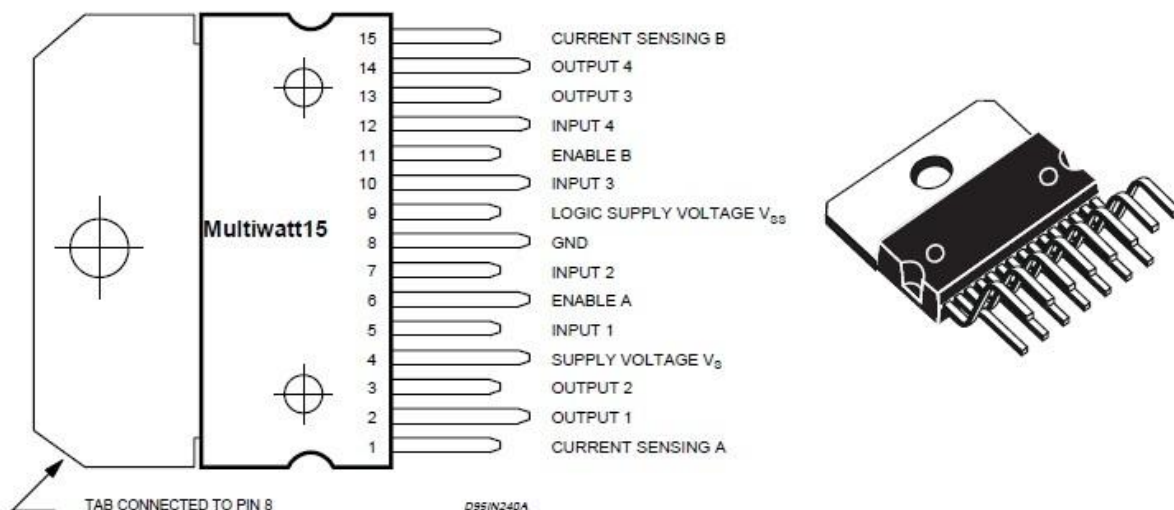 15 CURRENT SENSING B
14 OUTPUT 4
13 OUTPUT 3
12 INPUT 4
11 ENABLE B
10 INPUT 3
9 LOGIC SUPPLY VOLTAGE VSS
Multiwatt15
8 GND
7 INPUT 2
6 ENABLE A
5 INPUT 1
4 SUPPLY VOLTAGE VS
3 OUTPUT 2
2 OUTPUT 1
1 CURRENT SENSING A
TAB CONNECTED TO PIN 8
D95IN240A